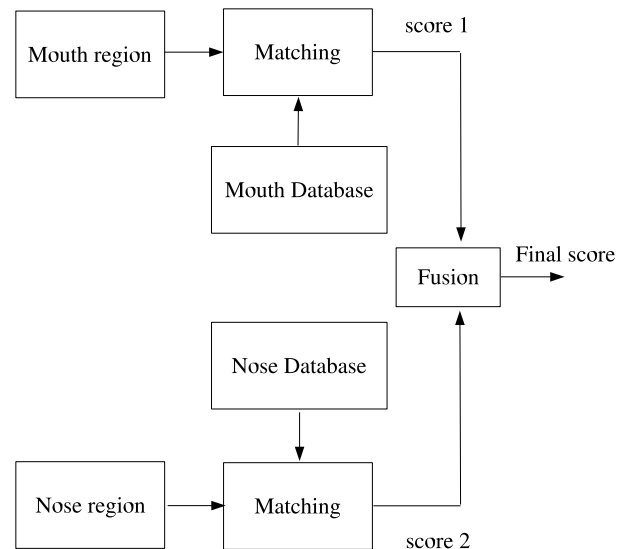 score 1
Mouth region
Matching
Mouth Database
Final score
Fusion
Nose Database
Nose region
Matching
score 2